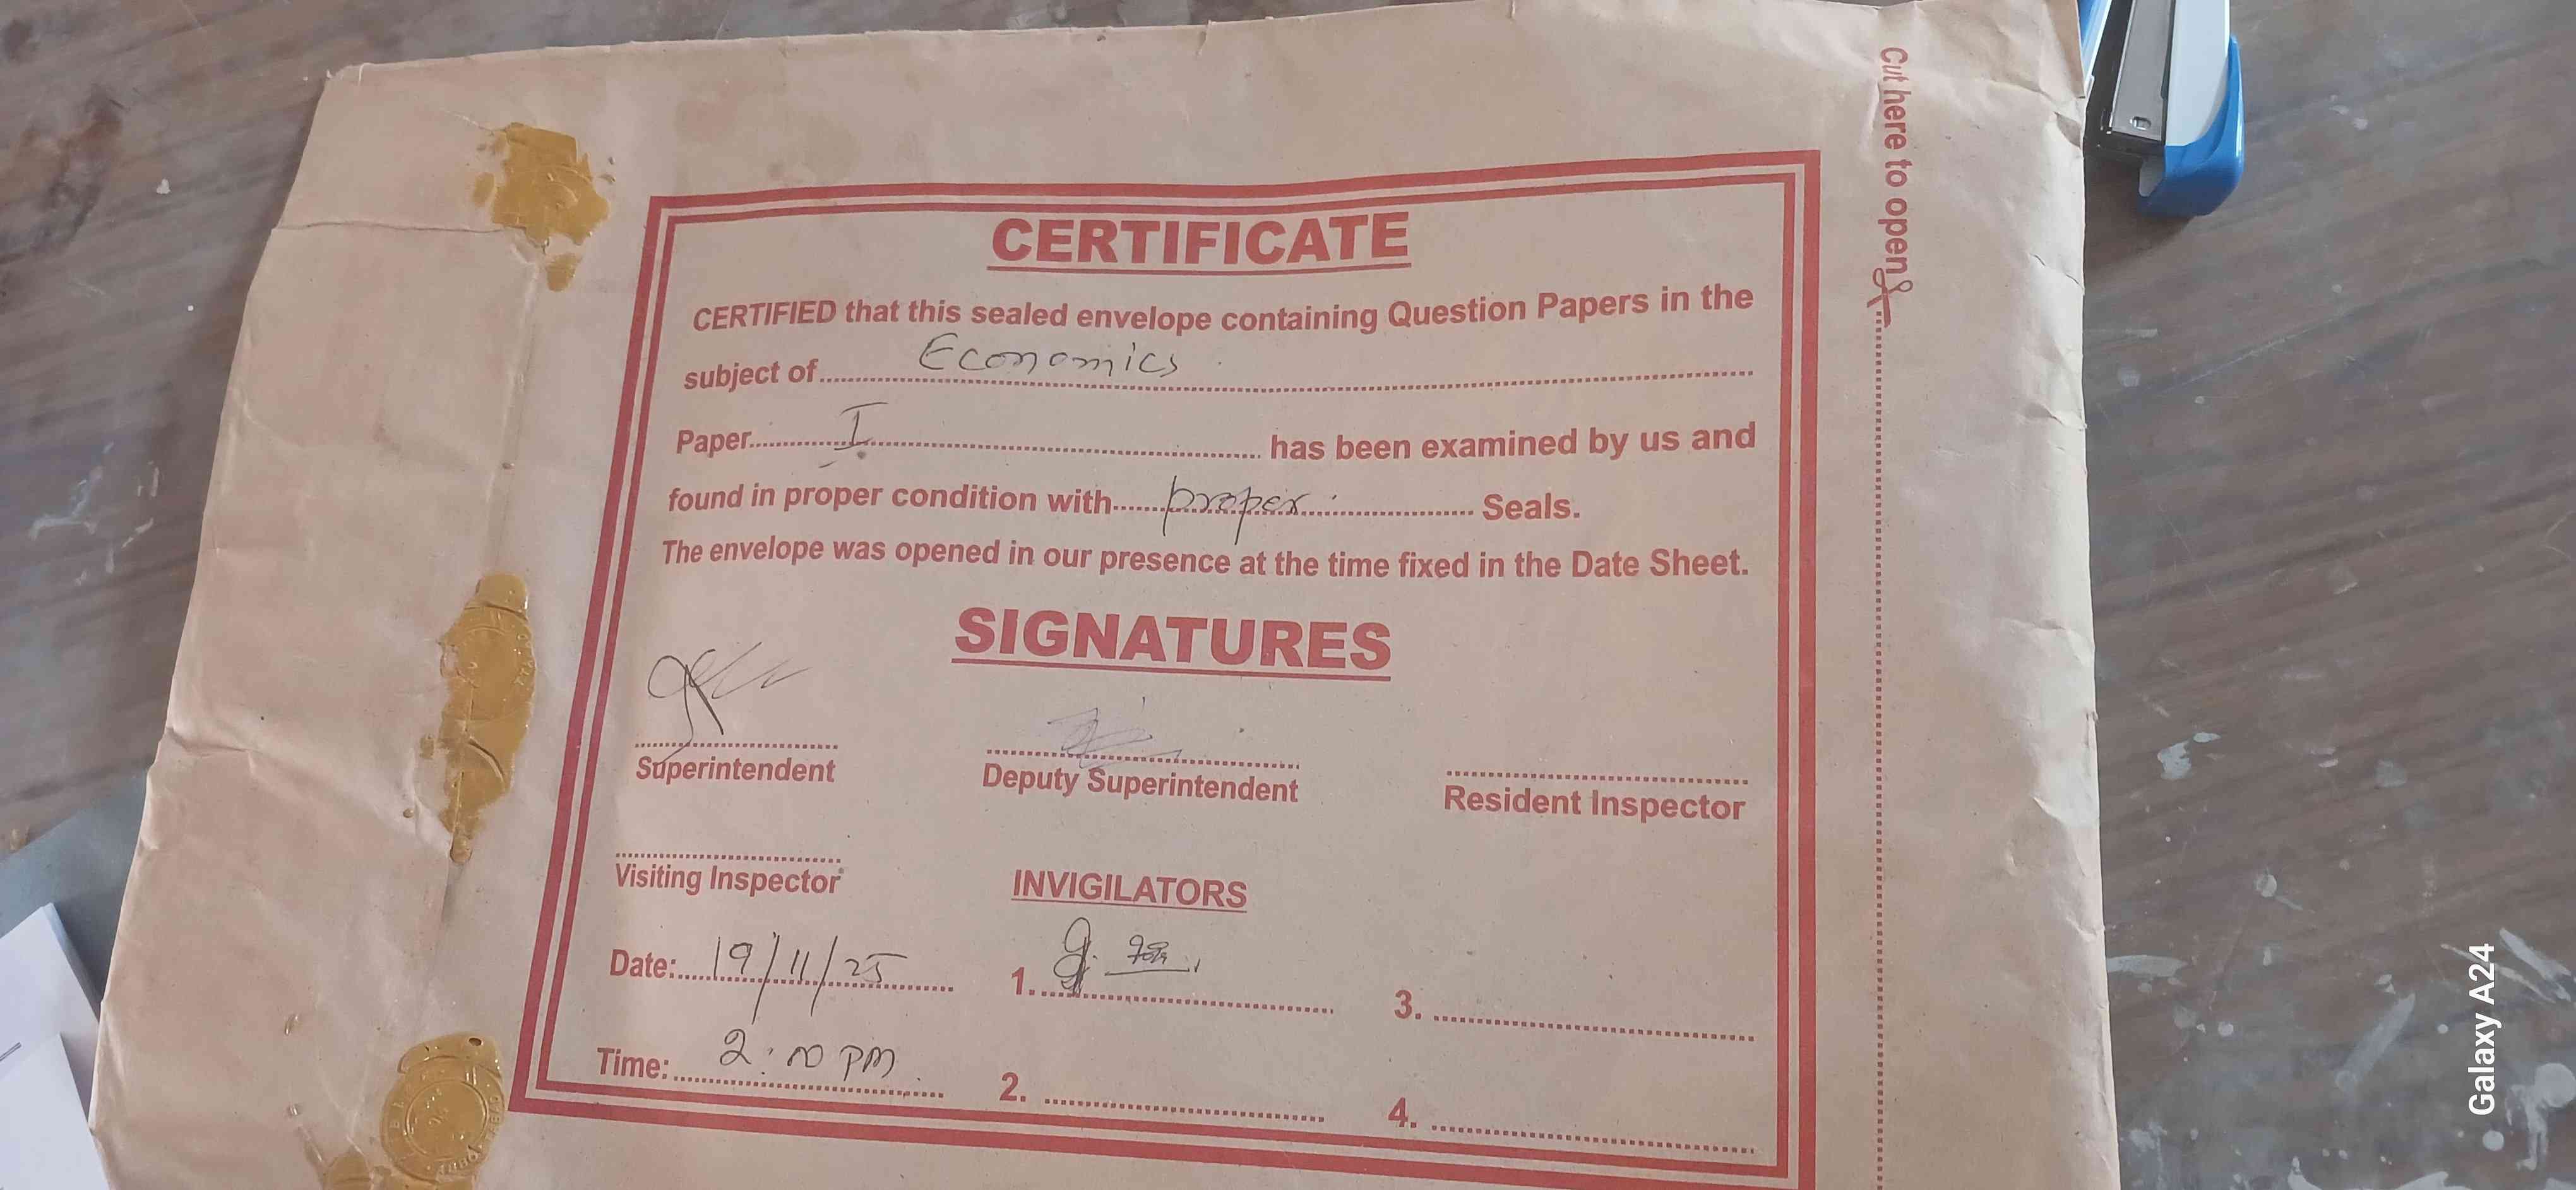 Cut here to open
CERTIFICATE
CERTIFIED that this sealed envelope containing Question Papers in the
subject of Economics
Paper I has been examined by us and
found in proper condition with proper Seals.
The envelope was opened in our presence at the time fixed in the Date Sheet.
SIGNATURES
Superintendent
Deputy Superintendent
Resident Inspector
Visiting Inspector
INVIGILATORS
Date: 19/11/25
1.
3.
Time: 2:00 PM
2.
4.
Galaxy A24